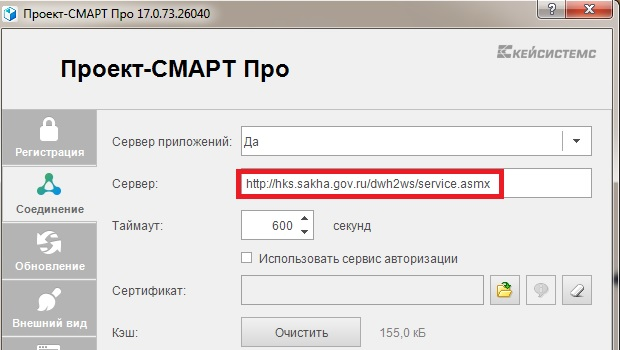 Проект-СМАРТ Про 17.0.73.26040
КЕЙСИСТЕМС
Проект-СМАРТ Про
Регистрация
Сервер приложений: Да
Соединение
Сервер: http://hks.sakha.gov.ru/dwh2ws/service.asmx
Таймаут: 600 секунд
Обновление
Использовать сервис авторизации
Сертификат:
Внешний вид
Кэш: Очистить 155,0 кБ